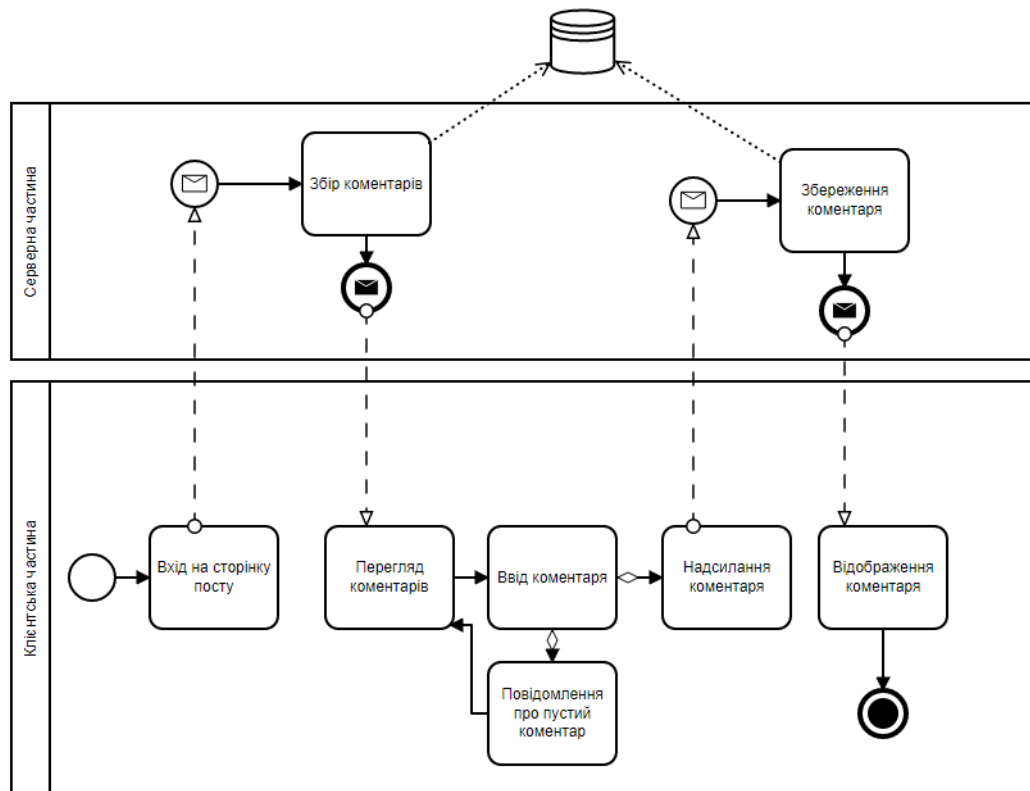 Серверна частина
Збір коментарів
Збереження
коментаря
Клієнтська частина
Вхід на сторінку
посту
Перегляд
коментарів
Ввід коментаря
Надсилання
коментаря
Відображення
коментаря
Повідомлення
про пустий
коментар